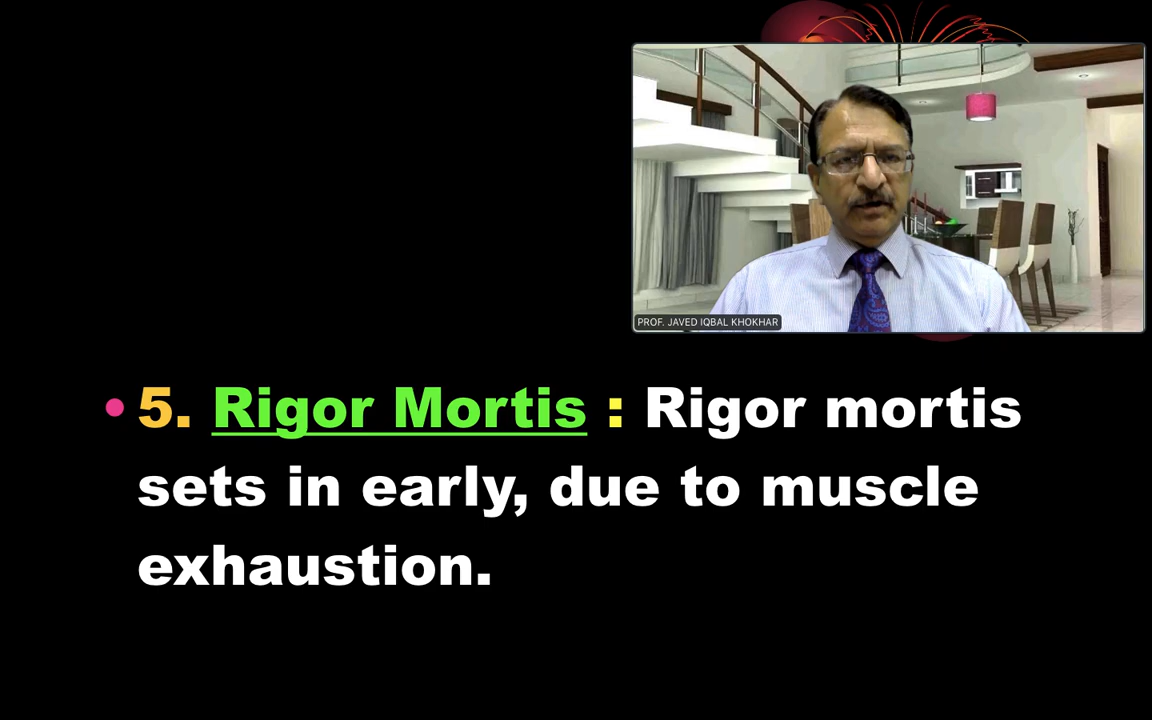 PROF. JAVED IQBAL KHOKHAR
• 5. Rigor Mortis : Rigor mortis
sets in early, due to muscle
exhaustion.